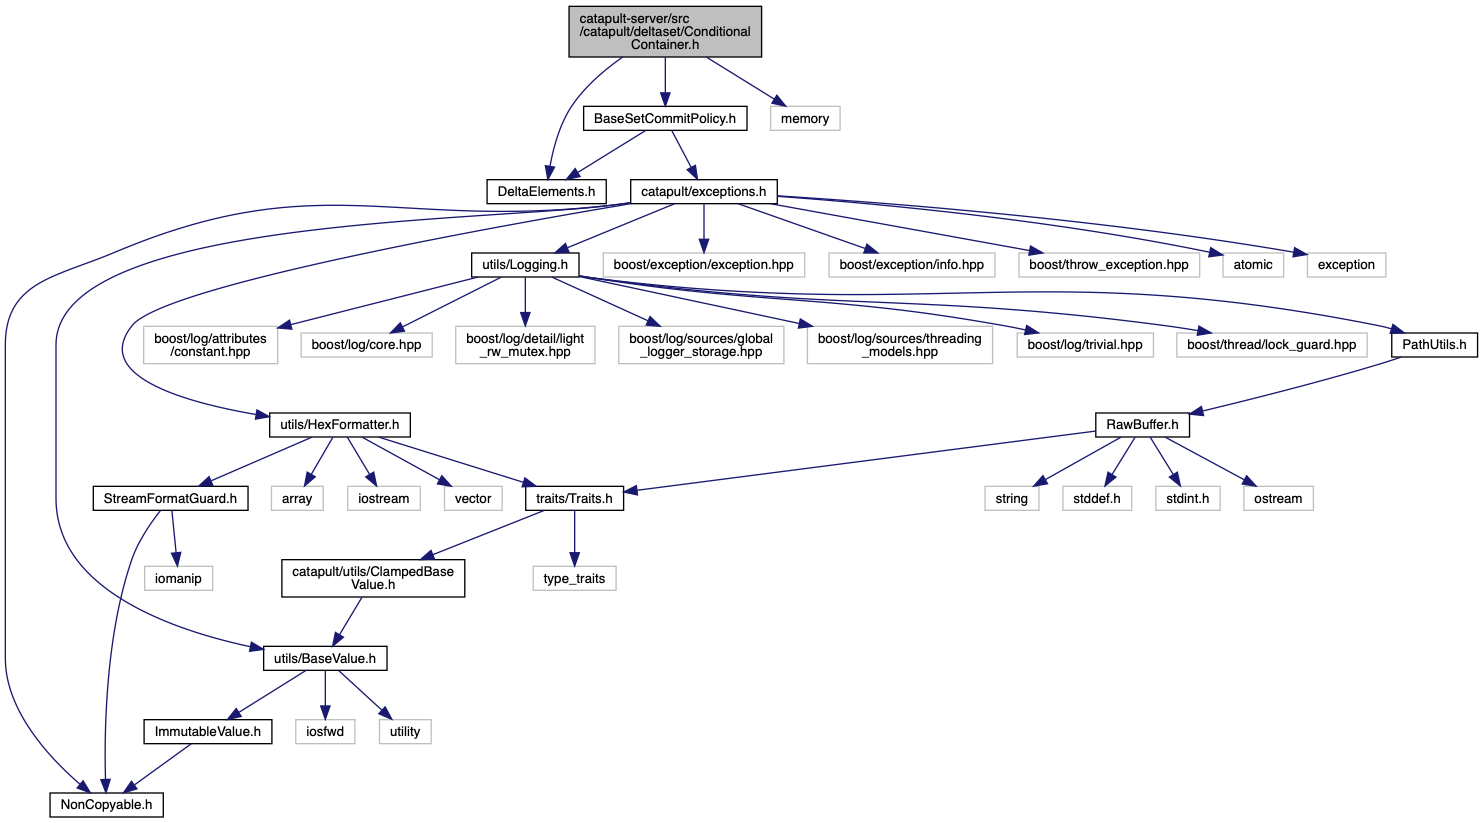 catapult-server/src
/catapult/deltaset/Conditional
Container.h
BaseSetCommitPolicy.h
memory
DeltaElements.h
catapult/exceptions.h
utils/Logging.h
boost/exception/exception.hpp
boost/exception/info.hpp
boost/throw_exception.hpp
atomic
exception
boost/log/attributes
/constant.hpp
boost/log/core.hpp
boost/log/detail/light
_rw_mutex.hpp
boost/log/sources/global
_logger_storage.hpp
boost/log/sources/threading
_models.hpp
boost/log/trivial.hpp
boost/thread/lock_guard.hpp
PathUtils.h
utils/HexFormatter.h
RawBuffer.h
StreamFormatGuard.h
array
iostream
vector
traits/Traits.h
string
stddef.h
stdint.h
ostream
iomanip
catapult/utils/ClampedBase
Value.h
type_traits
utils/BaseValue.h
ImmutableValue.h
iosfwd
utility
NonCopyable.h